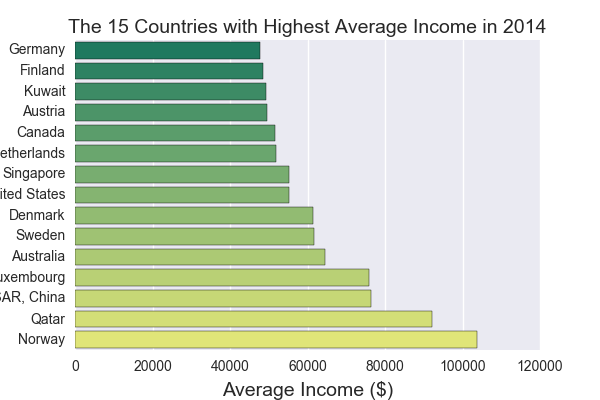 The 15 Countries with Highest Average Income in 2014
Germany
Finland
Kuwait
Austria
Canada
etherlands
Singapore
ited States
Denmark
Sweden
Australia
uxembourg
SAR, China
Qatar
Norway
0 20000 40000 60000 80000 100000 120000
Average Income ($)